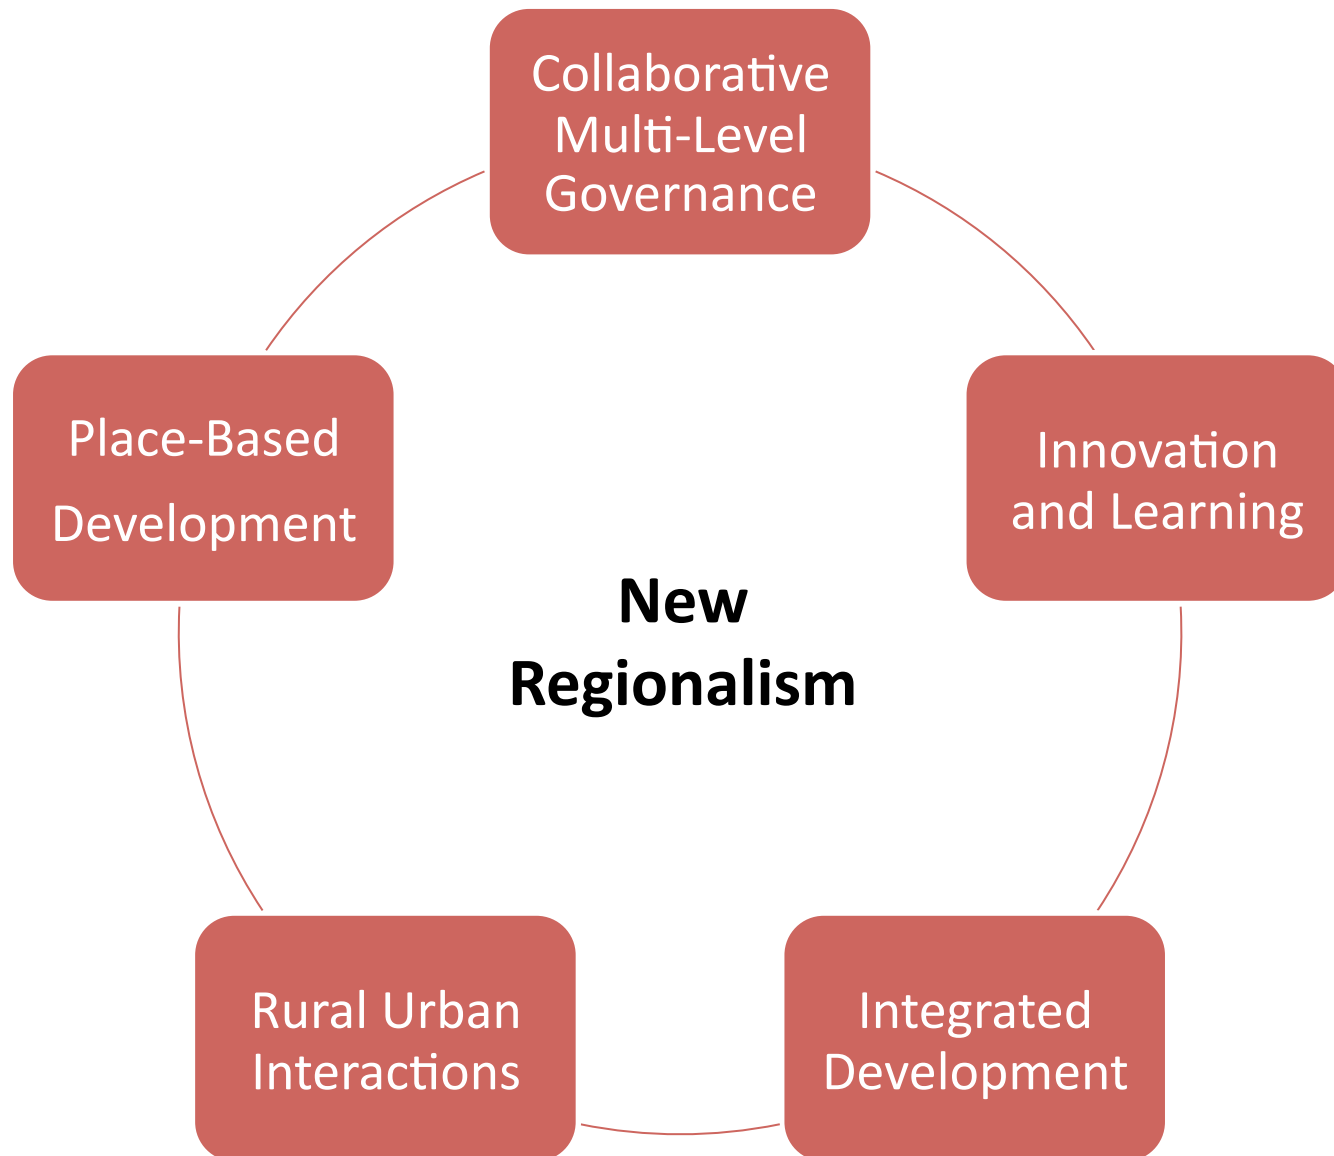 Collaborative
Multi-Level
Governance
Place-Based
Development
Innovation
and Learning
New
Regionalism
Rural Urban
Interactions
Integrated
Development